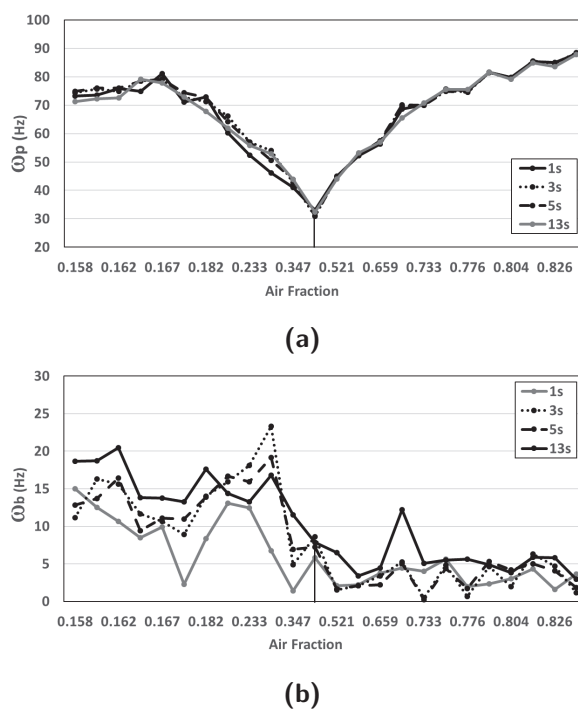 100
90
80
70
60
50
40
30
20
ωp (Hz)
1s
3s
5s
13s
0.158 0.162 0.167 0.182 0.233 0.347 0.521 0.659 0.733 0.776 0.804 0.826
Air Fraction
(a)
30
25
20
15
10
5
0
ωb (Hz)
1s
3s
5s
13s
0.158 0.162 0.167 0.182 0.233 0.347 0.521 0.659 0.733 0.776 0.804 0.826
Air Fraction
(b)